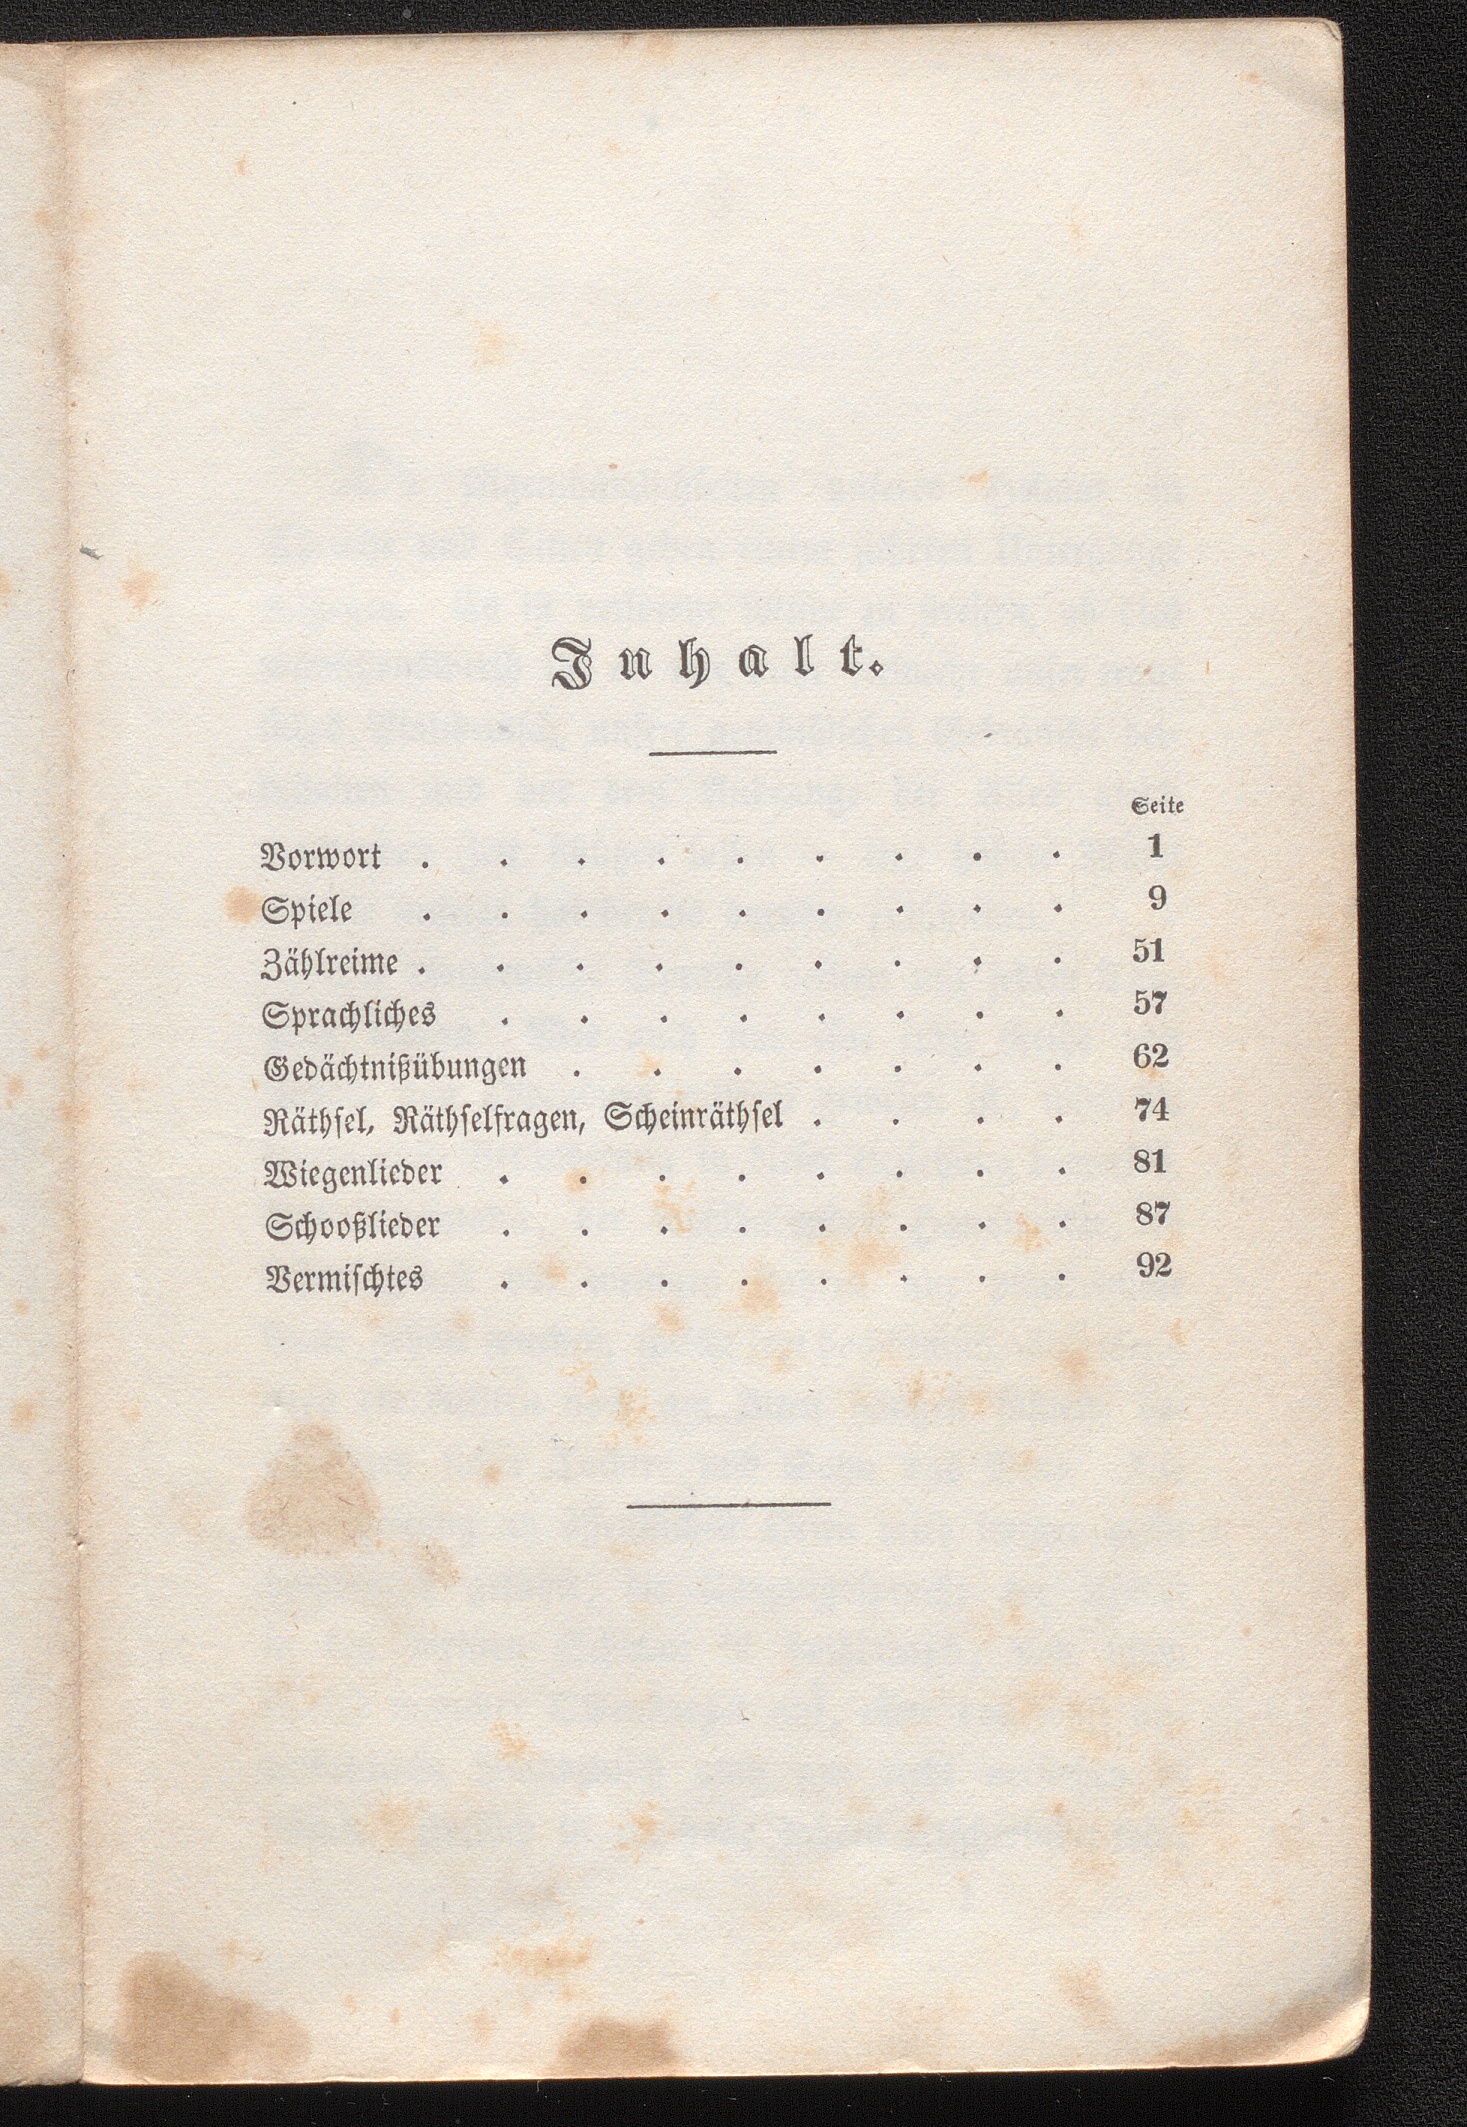 Inhalt.
Seite
Vorwort . . . . . . . . . 1
Spiele . . . . . . . . . 9
Zählreime . . . . . . . . . 51
Sprachliches . . . . . . . . 57
Gedächtnißübungen . . . . . . . 62
Räthsel, Räthselfragen, Scheinräthsel . . . . 74
Wiegenlieder . . . . . . . . 81
Schooßlieder . . . . . . . . 87
Vermischtes . . . . . . . . 92